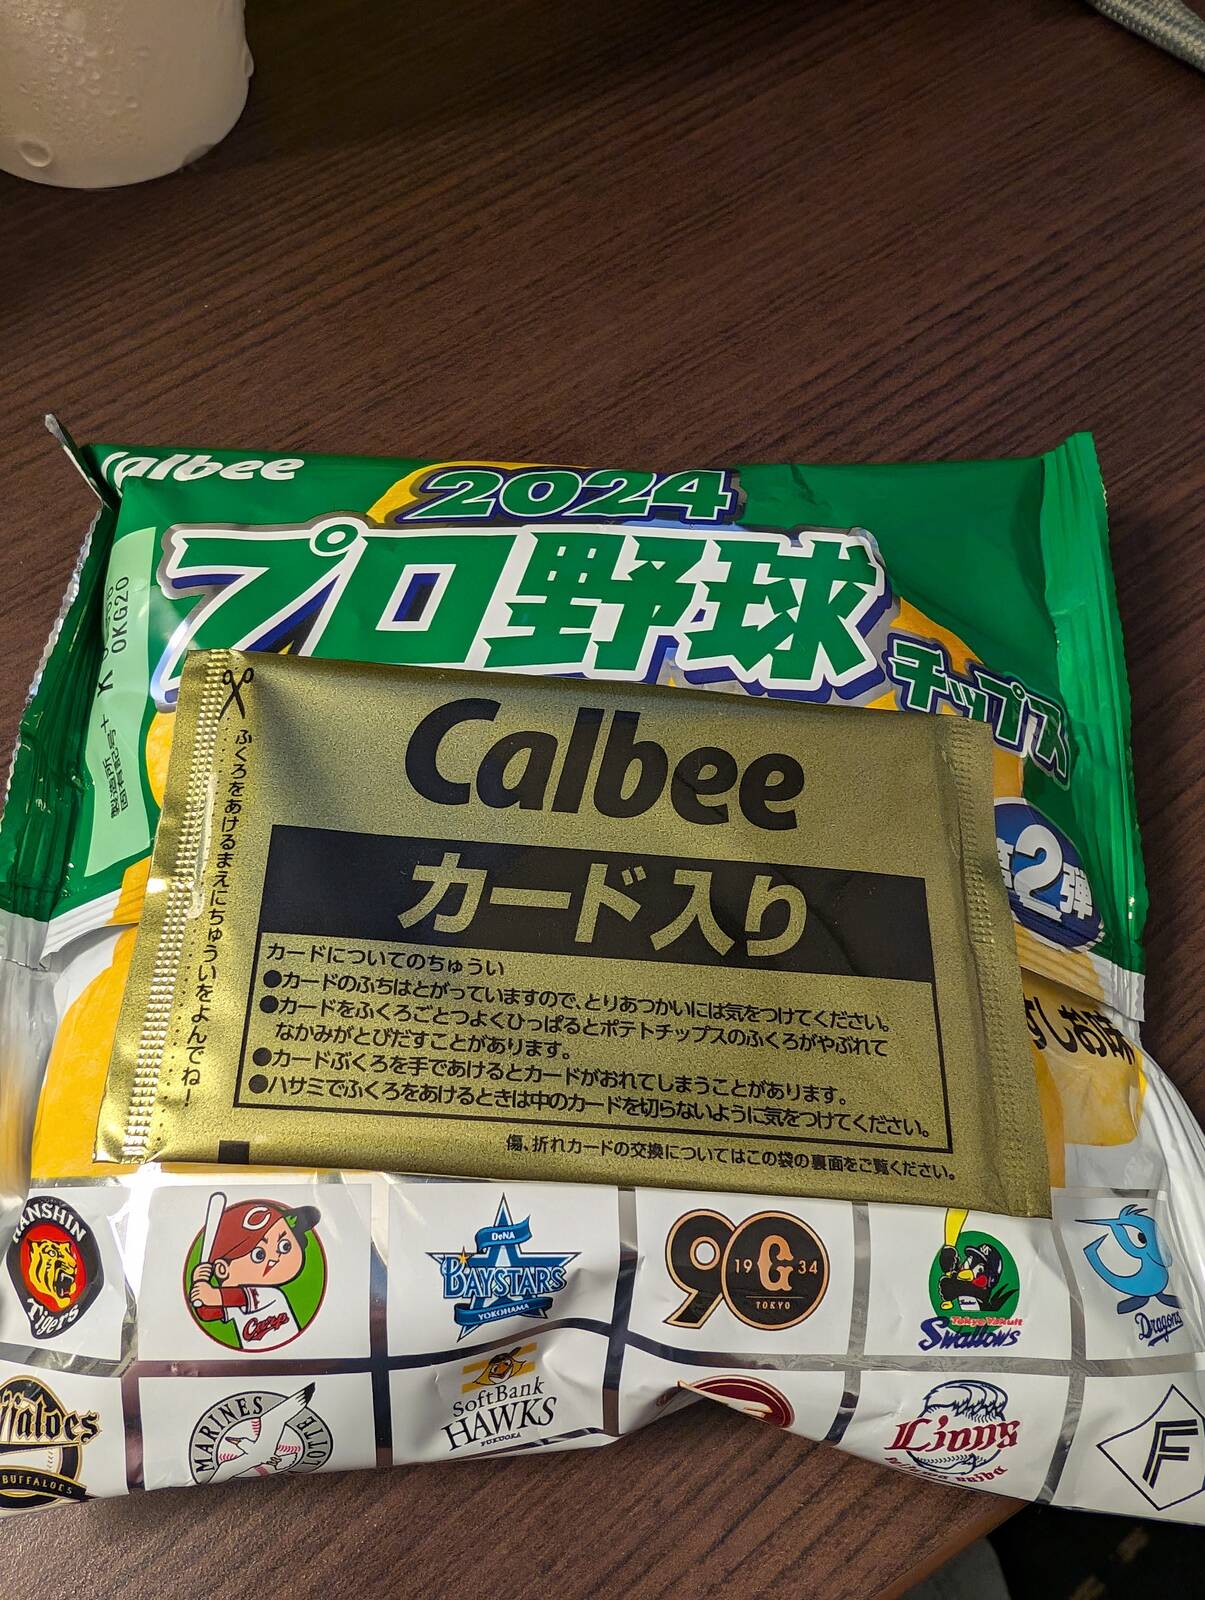 Calbee
2024
プロ野球
チップス
第2弾
しお味
0KG20
製造所
固有記号
Calbee
カード入り
ふくろをあけるまえにちゅういをよんでね!
カードについてのちゅうい
●カードのふちはとがっていますので、とりあつかいには気をつけてください。
●カードをふくろごとつよくひっぱるとポテトチップスのふくろがやぶれて
なかみがとびだすことがあります。
●カードぶくろを手であけるとカードがおれてしまうことがあります。
●ハサミでふくろをあけるときは中のカードを切らないように気をつけてください。
傷、折れカードの交換についてはこの袋の裏面をご覧ください。
HANSHIN
Tigers
C
Carp
DeNA
BAYSTARS
YOKOHAMA
90
19 G 34
TOKYO
Tokyo Yakult
Swallows
Dragons
Buffaloes
BUFFALOES
MARINES
LOTTE
SoftBank
HAWKS
FUKUOKA
Lions
F